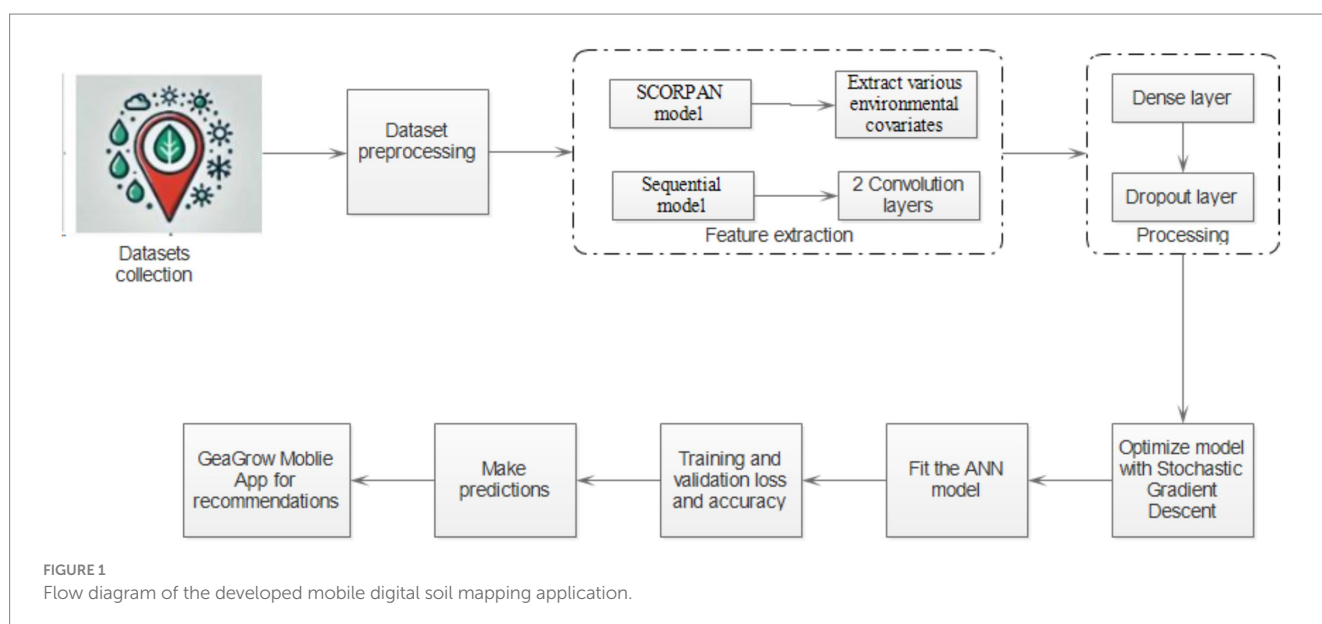 Datasets
collection
Dataset
preprocessing
SCORPAN
model
Extract various
environmental
covariates
Sequential
model
2 Convolution
layers
Feature extraction
Dense layer
Dropout layer
Processing
Optimize model
with Stochastic
Gradient
Descent
Fit the ANN
model
Training and
validation loss
and accuracy
Make
predictions
GeaGrow Moblie
App for
recommendations
FIGURE 1
Flow diagram of the developed mobile digital soil mapping application.